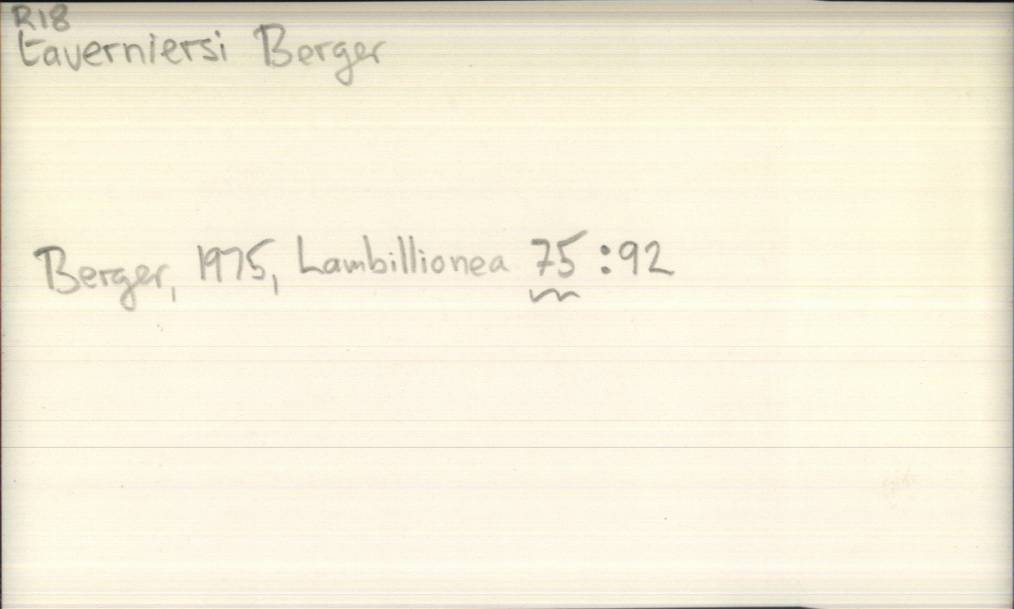 R18
taverniersi Berger
Berger, 1975, Lambillionea 75:92